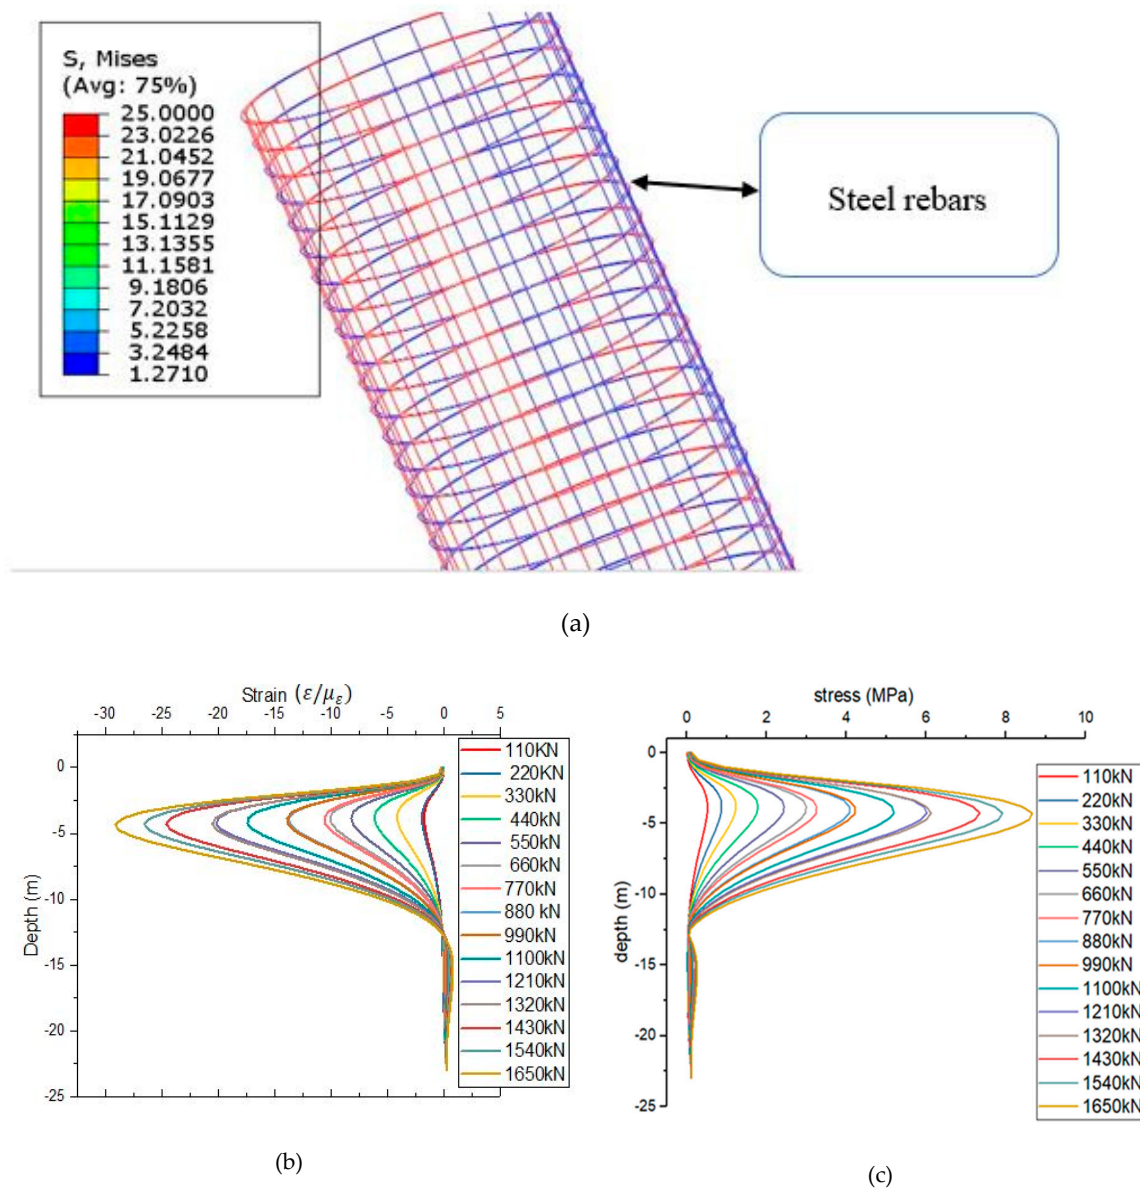 S, Mises
(Avg: 75%)
25.0000
23.0226
21.0452
19.0677
17.0903
15.1129
13.1355
11.1581
9.1806
7.2032
5.2258
3.2484
1.2710
Steel rebars
(a)
Strain (ε/με)
-30 -25 -20 -15 -10 -5 0 5
0
-5
-10
-15
-20
-25
Depth (m)
110KN
220KN
330kN
440kN
550kN
660kN
770kN
880 kN
990kN
1100kN
1210kN
1320kN
1430kN
1540kN
1650kN
(b)
stress (MPa)
0 2 4 6 8 10
0
-5
-10
-15
-20
-25
depth (m)
110kN
220kN
330kN
440kN
550kN
660kN
770kN
880kN
990kN
1100kN
1210kN
1320kN
1430kN
1540kN
1650kN
(c)